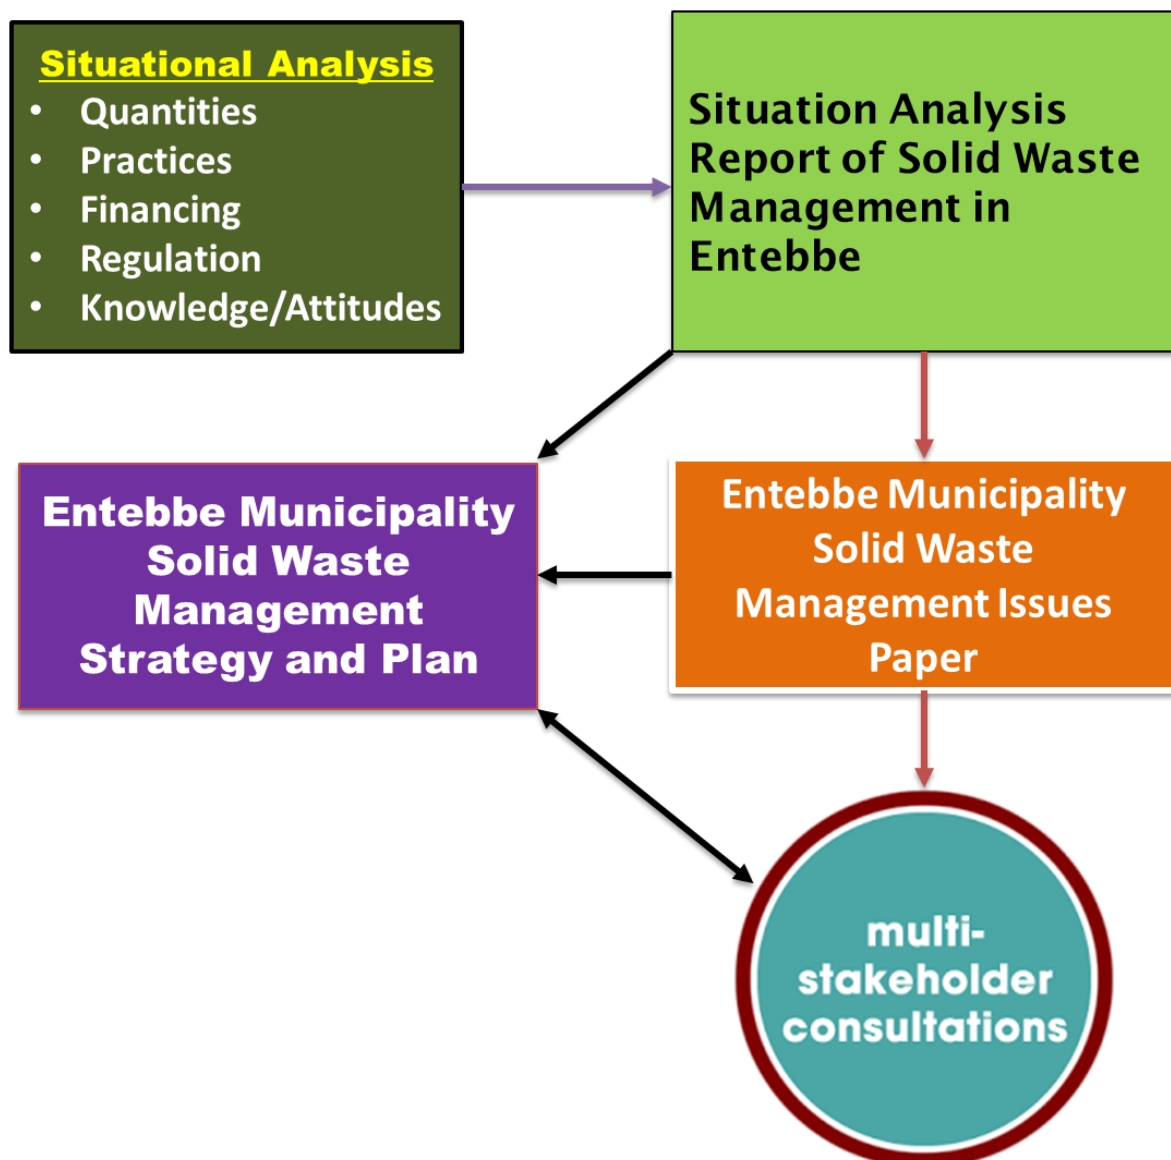 Situational Analysis
• Quantities
• Practices
• Financing
• Regulation
• Knowledge/Attitudes
Situation Analysis
Report of Solid Waste
Management in
Entebbe
Entebbe Municipality
Solid Waste
Management
Strategy and Plan
Entebbe Municipality
Solid Waste
Management Issues
Paper
multi-
stakeholder
consultations